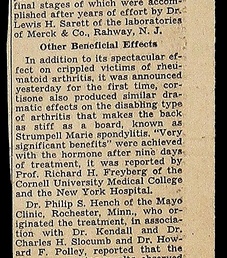 final stages of which were accom-
plished after years of effort by Dr.
Lewis H. Sarett of the laboratories
of Merck & Co., Rahway, N. J.
Other Beneficial Effects
In addition to its spectacular ef-
fect on crippled victims of rheu-
matoid arthritis, it was announced
yesterday for the first time, cor-
tisone also produced similar dra-
matic effects on the disabling type
of arthritis that makes the back
as stiff as a board, known as
Strumpell Marie spondylitis. "Very
significant benefits" were achieved
with the hormone after nine days
of treatment, it was reported by
Prof. Richard H. Freyberg of the
Cornell University Medical College
and the New York Hospital.
Dr. Philip S. Hench of the Mayo
Clinic, Rochester, Minn., who or-
iginated the treatment, in associa-
tion with Dr. Kendall and Dr.
Charles H. Slocumb and Dr. How-
ard F. Polley, reported that the
observed